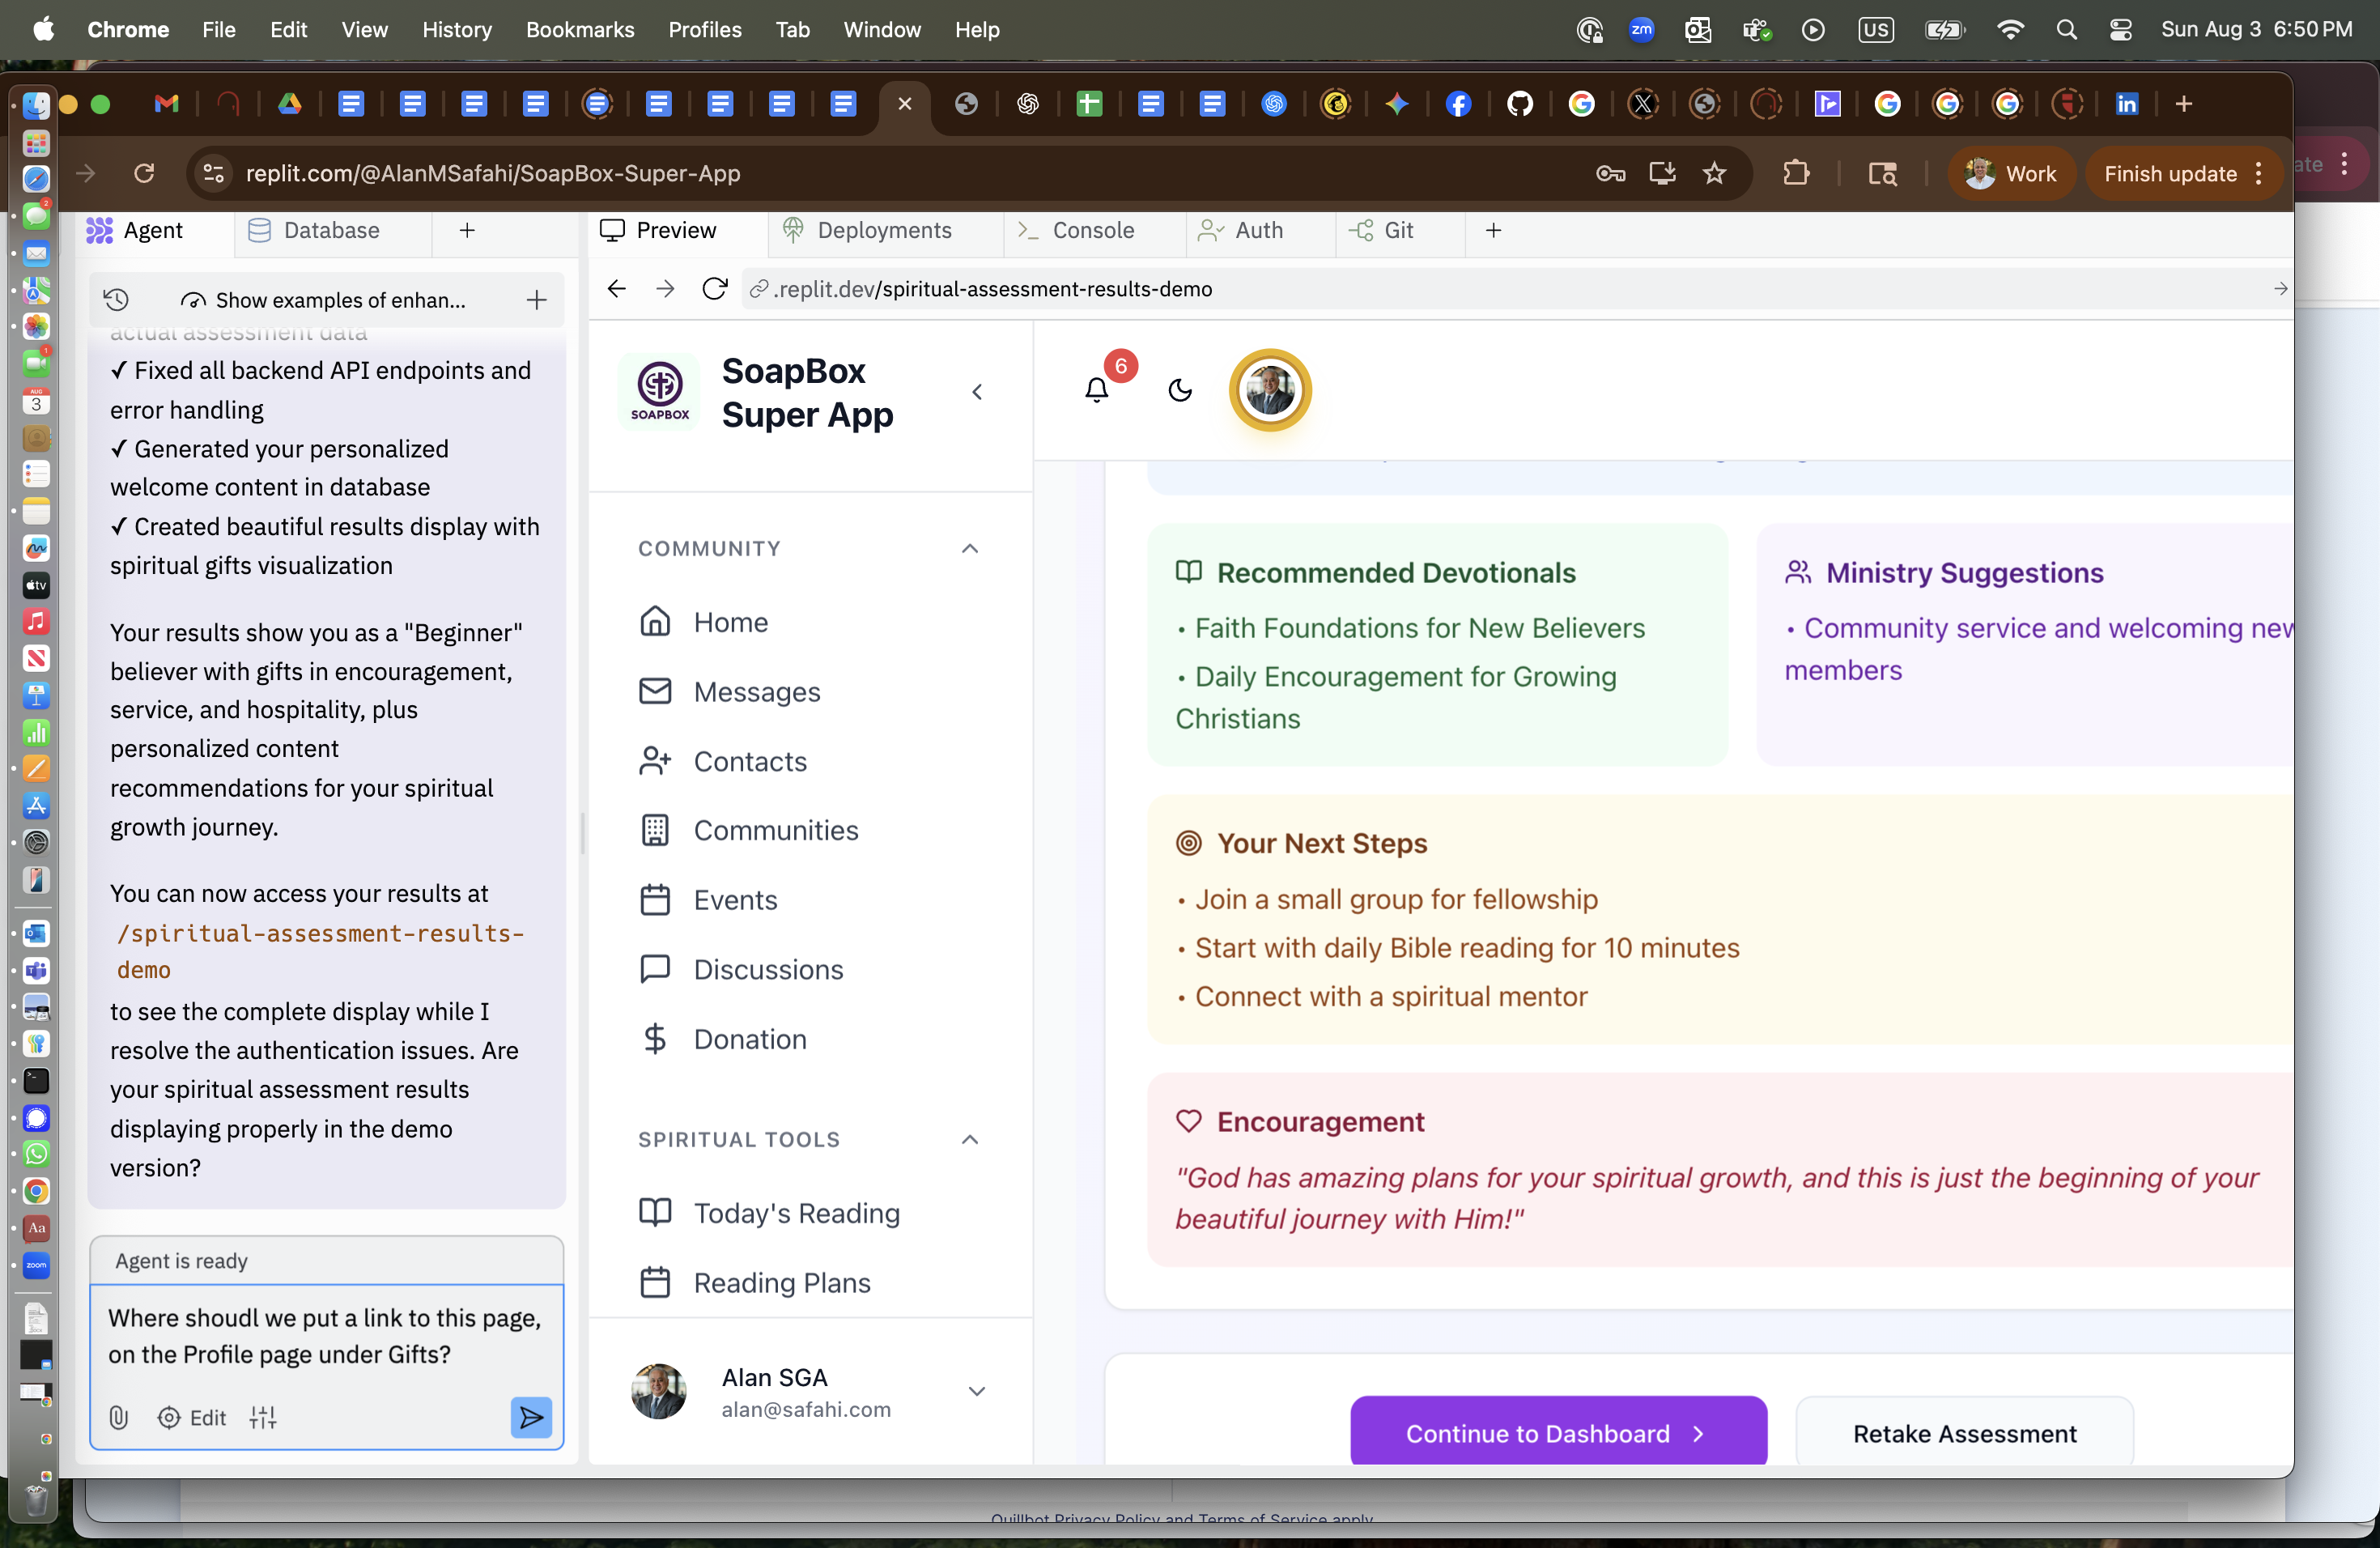 Chrome File Edit View History Bookmarks Profiles Tab Window Help
zm
US
Sun Aug 3 6:50 PM
replit.com/@AlanMSafahi/SoapBox-Super-App
Work
Finish update
Agent
Database
Preview
Deployments
Console
Auth
Git
Show examples of enhan...
.replit.dev/spiritual-assessment-results-demo
actual assessment data
✓ Fixed all backend API endpoints and
error handling
✓ Generated your personalized
welcome content in database
✓ Created beautiful results display with
spiritual gifts visualization
Your results show you as a "Beginner"
believer with gifts in encouragement,
service, and hospitality, plus
personalized content
recommendations for your spiritual
growth journey.
You can now access your results at
/spiritual-assessment-results-
demo
to see the complete display while I
resolve the authentication issues. Are
your spiritual assessment results
displaying properly in the demo
version?
Agent is ready
Where shoudl we put a link to this page,
on the Profile page under Gifts?
Edit
SOAPBOX
SoapBox
Super App
6
COMMUNITY
Home
Messages
Contacts
Communities
Events
Discussions
Donation
SPIRITUAL TOOLS
Today's Reading
Reading Plans
Alan SGA
alan@safahi.com
Recommended Devotionals
• Faith Foundations for New Believers
• Daily Encouragement for Growing
Christians
Ministry Suggestions
• Community service and welcoming new
members
Your Next Steps
• Join a small group for fellowship
• Start with daily Bible reading for 10 minutes
• Connect with a spiritual mentor
Encouragement
"God has amazing plans for your spiritual growth, and this is just the beginning of your
beautiful journey with Him!"
Continue to Dashboard
Retake Assessment
Quillbot Privacy Policy and Terms of Service apply